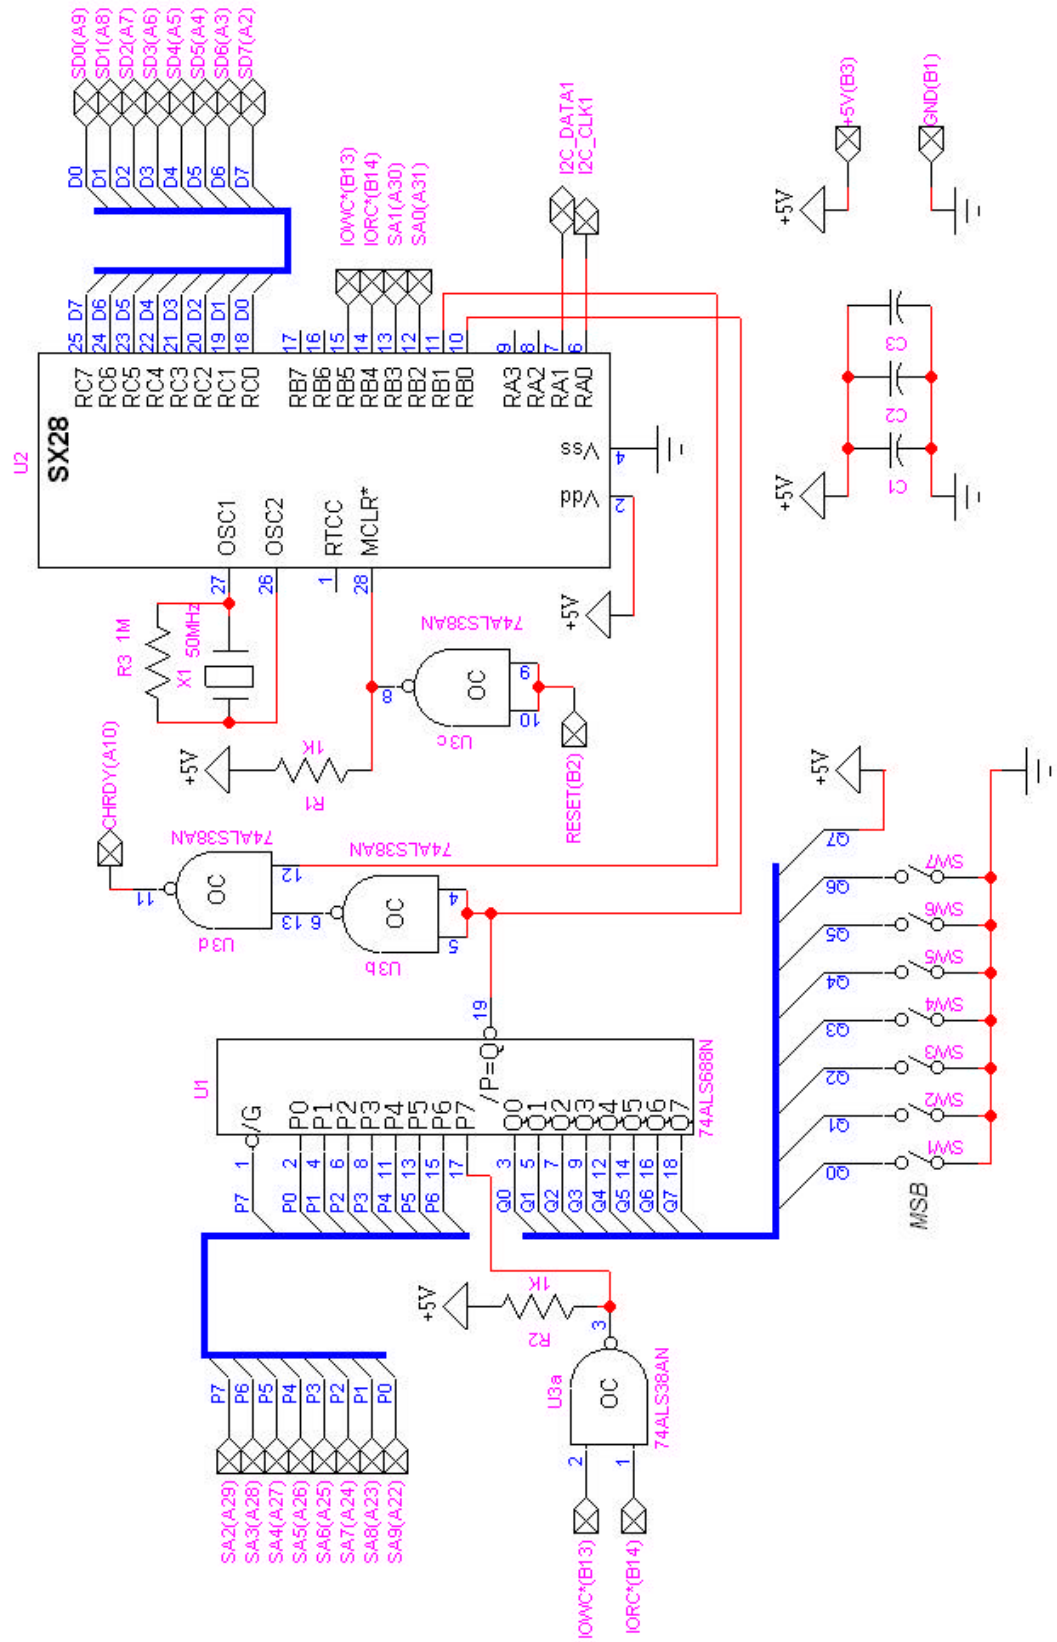 SA2(A29)
SA3(A28)
SA4(A27)
SA5(A26)
SA6(A25)
SA7(A24)
SA8(A23)
SA9(A22)
P7
P6
P5
P4
P3
P2
P1
P0
IOWC*(B13)
IORC*(B14)
2
1
U3a
OC
74ALS38AN
3
+5V
R2
1K
P7
P0
P1
P2
P3
P4
P5
P6
Q0
Q1
Q2
Q3
Q4
Q5
Q6
Q7
1
2
4
6
8
11
13
15
17
3
5
7
9
12
14
16
18
U1
/G
P0
P1
P2
P3
P4
P5
P6
P7
/P=Q
Q0
Q1
Q2
Q3
Q4
Q5
Q6
Q7
74ALS688N
19
MSB
Q0
Q1
Q2
Q3
Q4
Q5
Q6
Q7
SW1
SW2
SW3
SW4
SW5
SW6
SW7
+5V
CHRDY(A10)
11
U3d
OC
74ALS38AN
12
13
6
U3b
OC
74ALS38AN
4
5
+5V
R1
1K
8
U3c
OC
74ALS38AN
9
10
RESET(B2)
R3 1M
X1
50MHz
27
26
1
28
+5V
U2
SX28
OSC1
OSC2
RTCC
MCLR*
Vdd
Vss
2
4
RC7
RC6
RC5
RC4
RC3
RC2
RC1
RC0
RB7
RB6
RB5
RB4
RB3
RB2
RB1
RB0
RA3
RA2
RA1
RA0
25
24
23
22
21
20
19
18
17
16
15
14
13
12
11
10
9
8
7
6
D7
D6
D5
D4
D3
D2
D1
D0
D0
D1
D2
D3
D4
D5
D6
D7
SD0(A9)
SD1(A8)
SD2(A7)
SD3(A6)
SD4(A5)
SD5(A4)
SD6(A3)
SD7(A2)
IOWC*(B13)
IORC*(B14)
SA1(A30)
SA0(A31)
I2C_DATA1
I2C_CLK1
+5V
C1
C2
C3
+5V
+5V(B3)
GND(B1)